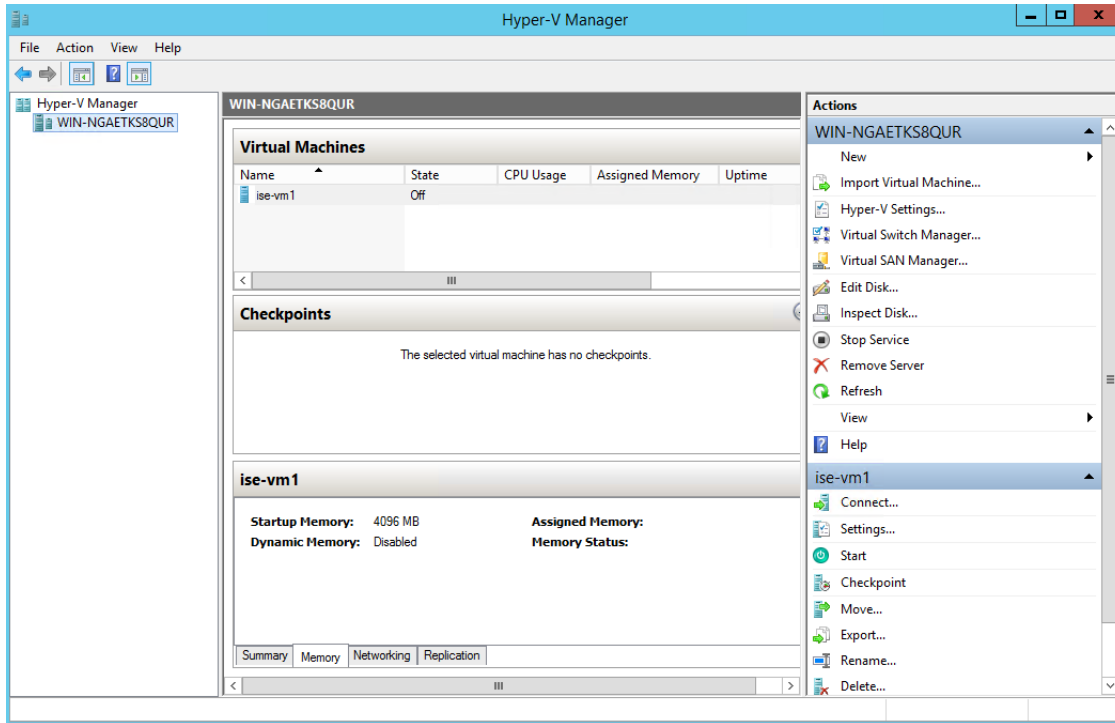 Hyper-V Manager
File Action View Help
Hyper-V Manager
WIN-NGAETKS8QUR
WIN-NGAETKS8QUR
Virtual Machines
Name State CPU Usage Assigned Memory Uptime
ise-vm1 Off
Checkpoints
The selected virtual machine has no checkpoints.
ise-vm1
Startup Memory: 4096 MB Assigned Memory:
Dynamic Memory: Disabled Memory Status:
Summary Memory Networking Replication
Actions
WIN-NGAETKS8QUR
New
Import Virtual Machine...
Hyper-V Settings...
Virtual Switch Manager...
Virtual SAN Manager...
Edit Disk...
Inspect Disk...
Stop Service
Remove Server
Refresh
View
Help
ise-vm1
Connect...
Settings...
Start
Checkpoint
Move...
Export...
Rename...
Delete...